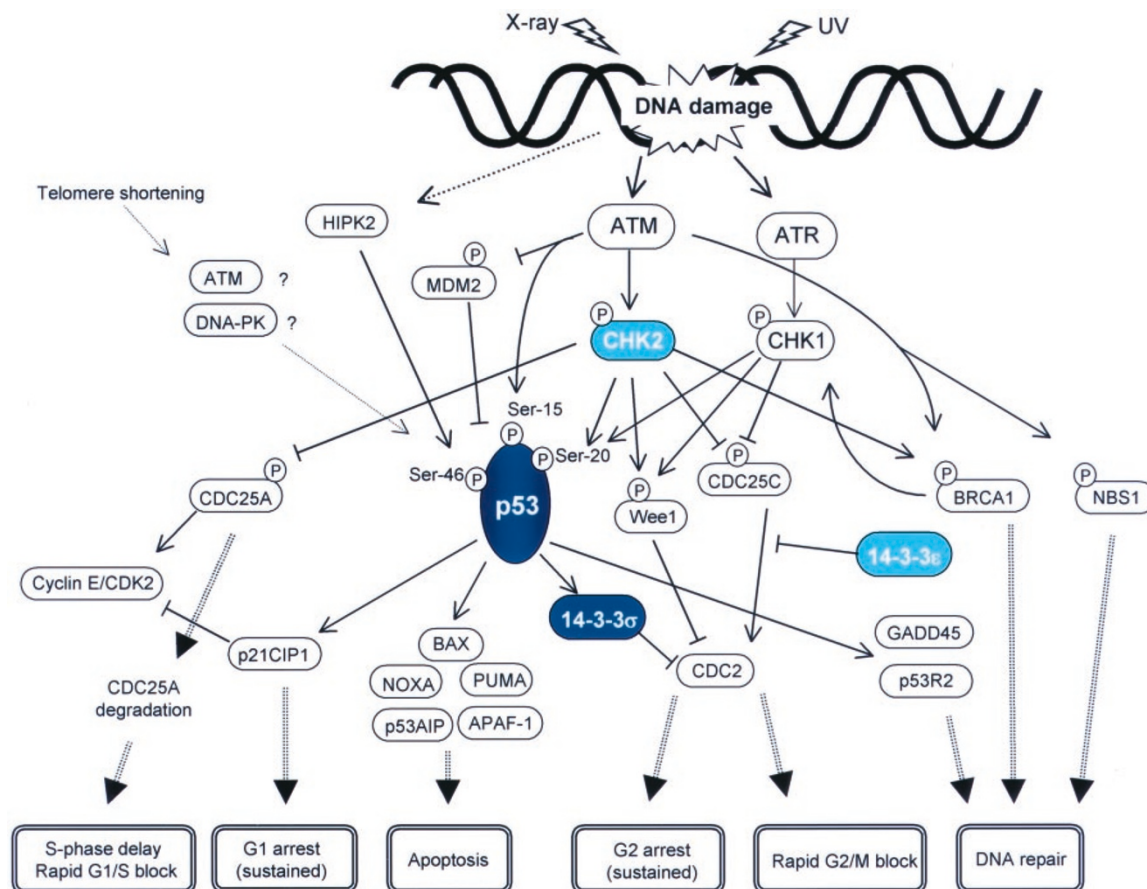 X-ray
UV
DNA damage
Telomere shortening
HIPK2
ATM
ATR
P
MDM2
ATM
?
DNA-PK
?
P
CHK2
P
CHK1
Ser-15
P
Ser-46
P
P
Ser-20
P
CDC25A
p53
P
Wee1
P
CDC25C
P
BRCA1
P
NBS1
14-3-3ε
Cyclin E/CDK2
14-3-3σ
p21CIP1
BAX
NOXA
PUMA
p53AIP
APAF-1
CDC2
GADD45
p53R2
CDC25A
degradation
S-phase delay
Rapid G1/S block
G1 arrest
(sustained)
Apoptosis
G2 arrest
(sustained)
Rapid G2/M block
DNA repair